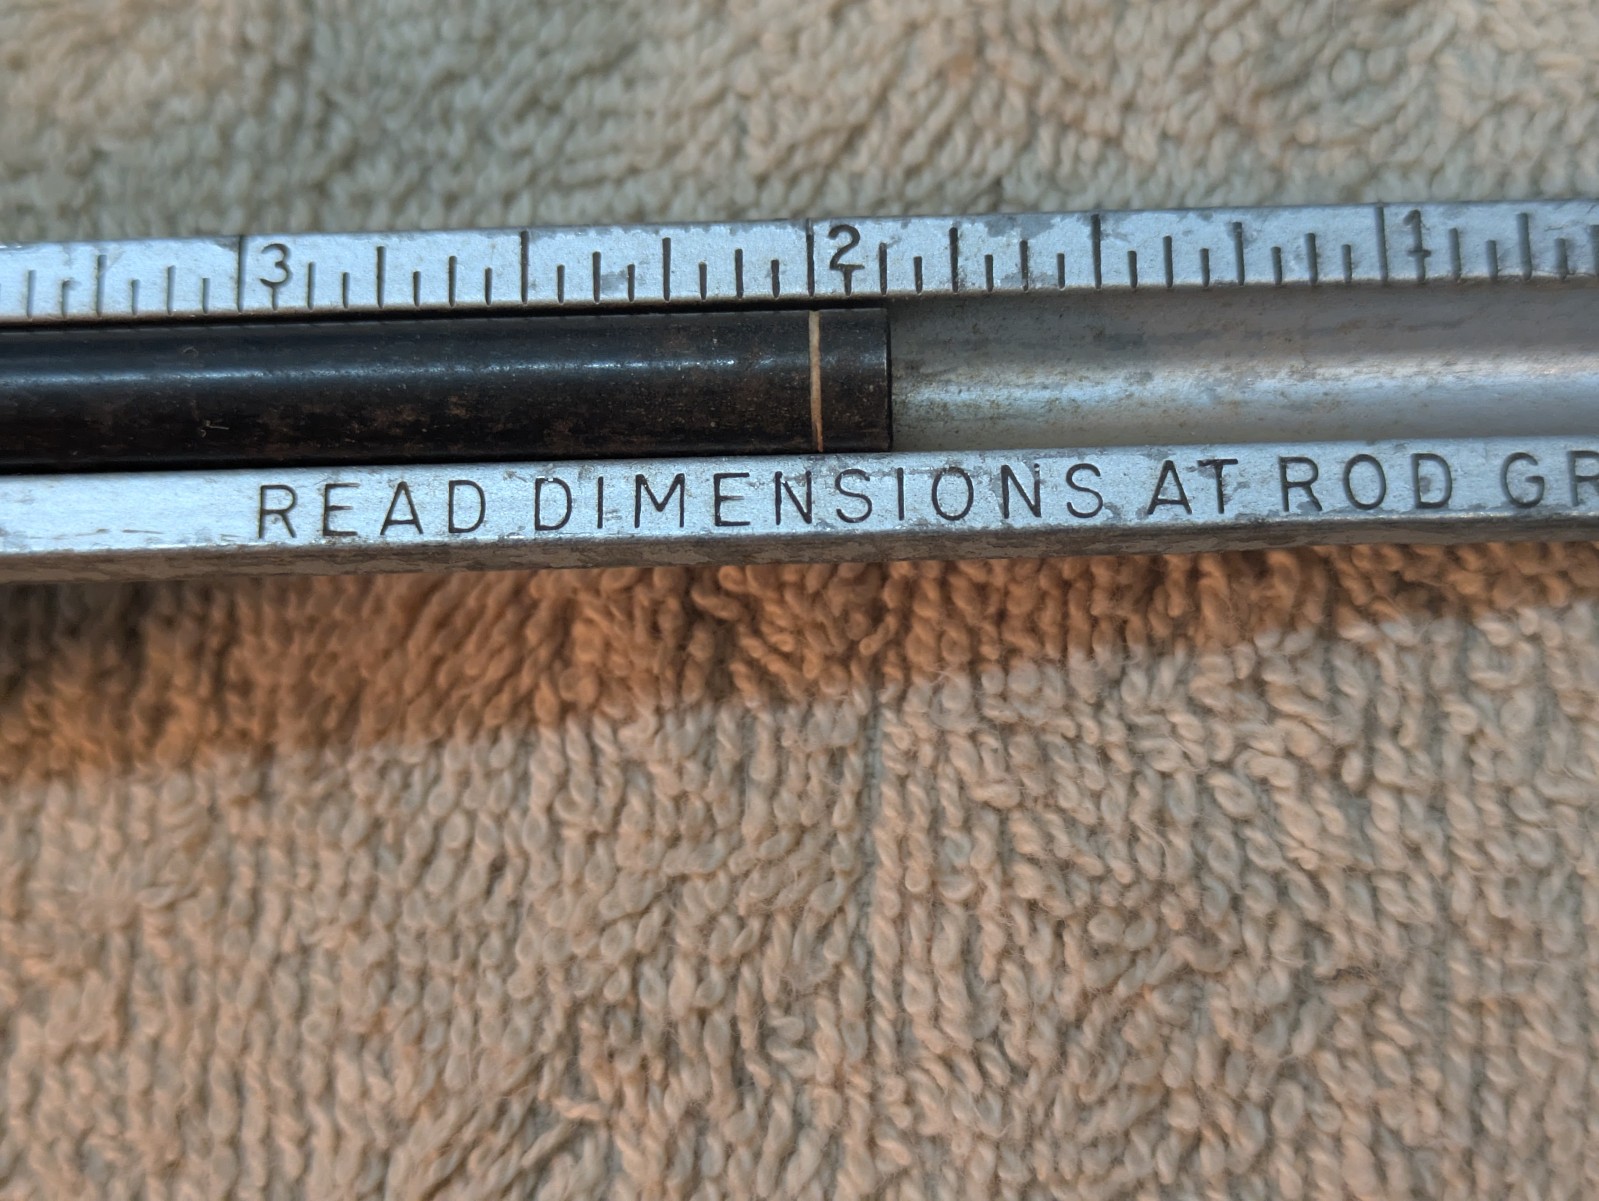 3 2 1
READ DIMENSIONS AT ROD GR